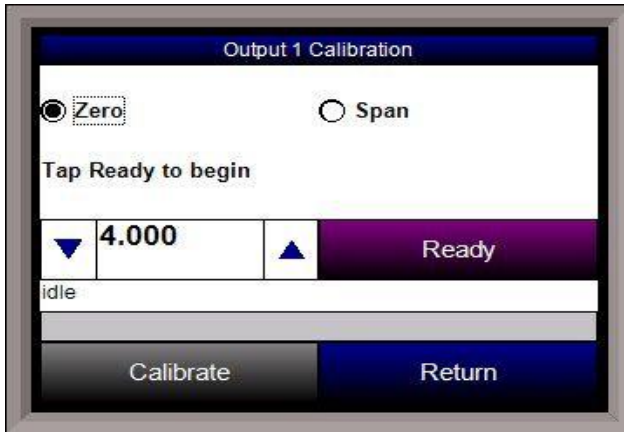 Output 1 Calibration
Zero Span
Tap Ready to begin
4.000 Ready
idle
Calibrate Return